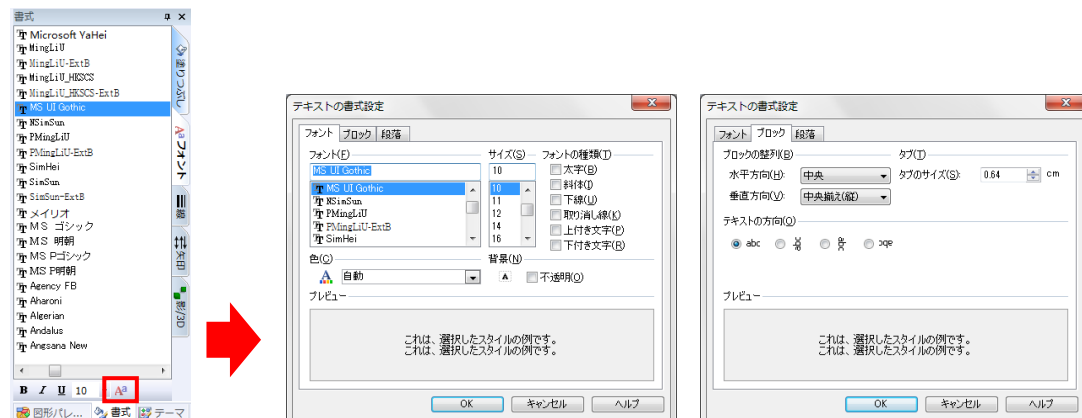 書式
Microsoft YaHei
MingLiU
MingLiU-ExtB
MingLiU_HKSCS
MingLiU_HKSCS-ExtB
MS UI Gothic
NSimSun
PMingLiU
PMingLiU-ExtB
SimHei
SimSun
SimSun-ExtB
メイリオ
MS ゴシック
MS 明朝
MS Pゴシック
MS P明朝
Agency FB
Aharoni
Algerian
Andalus
Angsana New
B I U 10 Aa
図形パレ... 書式 テーマ
塗りつぶし
Aa フォント
線
矢印
影/3D
テキストの書式設定
フォント ブロック 段落
フォント(F) サイズ(S) フォントの種類(T)
MS UI Gothic 10 太字(B)
MS UI Gothic 10 斜体(I)
NSimSun 11 下線(U)
PMingLiU 12 取り消し線(K)
PMingLiU-ExtB 14 上付き文字(P)
SimHei 16 下付き文字(R)
色(C) 背景(N)
A 自動 A 不透明(O)
プレビュー
これは、選択したスタイルの例です。
これは、選択したスタイルの例です。
OK キャンセル ヘルプ
テキストの書式設定
フォント ブロック 段落
ブロックの整列(B) タブ(T)
水平方向(H): 中央 タブのサイズ(S): 0.64 cm
垂直方向(V): 中央揃え(縦)
テキストの方向(O)
abc abc abc abc
プレビュー
これは、選択したスタイルの例です。
これは、選択したスタイルの例です。
OK キャンセル ヘルプ